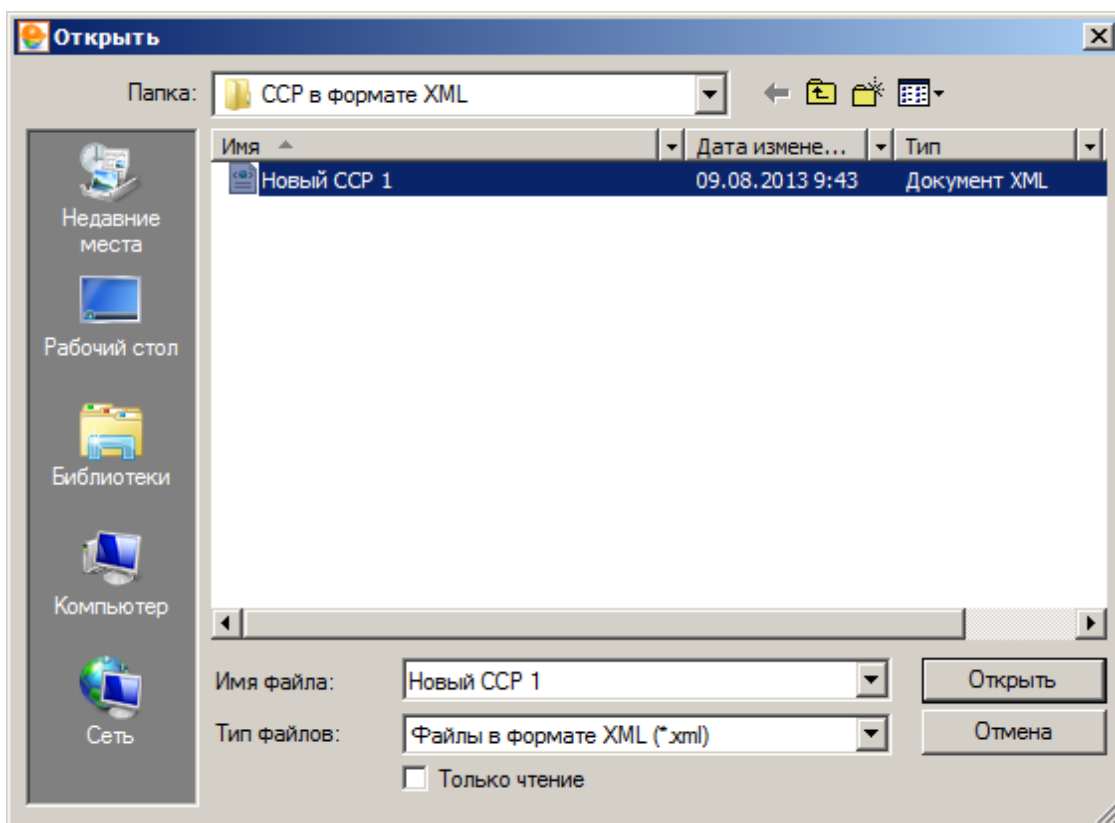 Открыть
Папка: ССР в формате XML
Имя Дата измене... Тип
Новый ССР 1 09.08.2013 9:43 Документ XML
Недавние
места
Рабочий стол
Библиотеки
Компьютер
Сеть
Имя файла: Новый ССР 1 Открыть
Тип файлов: Файлы в формате XML (*.xml) Отмена
Только чтение